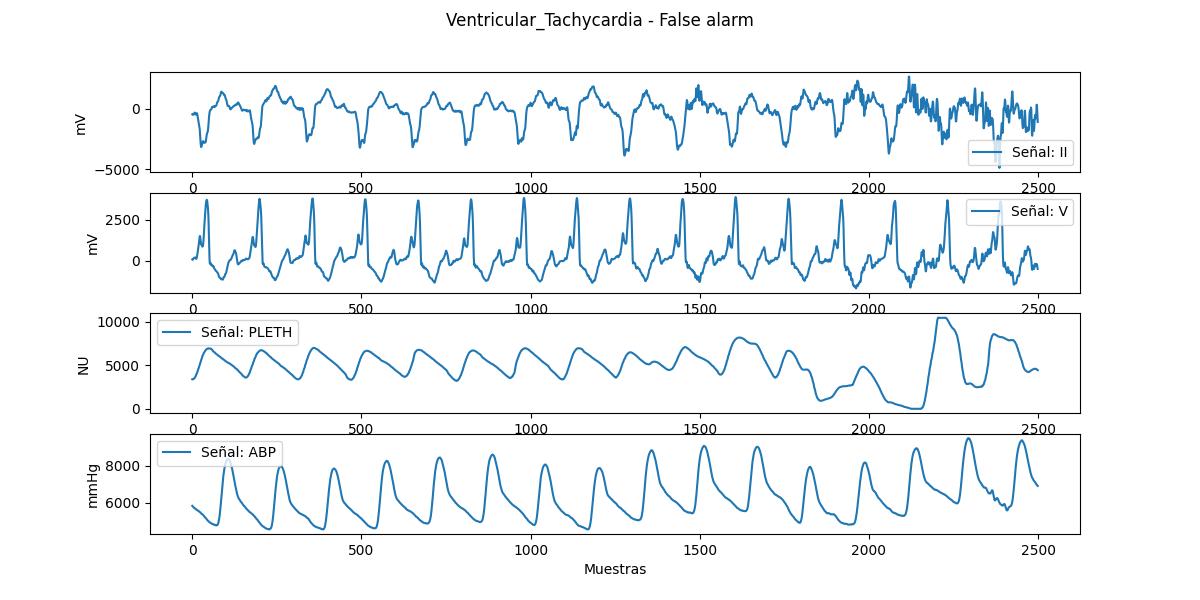 Ventricular_Tachycardia - False alarm
mV
0
−5000
Señal: II
0 500 1000 1500 2000 2500
mV
2500
0
Señal: V
0 500 1000 1500 2000 2500
NU
10000
5000
0
Señal: PLETH
0 500 1000 1500 2000 2500
mmHg
8000
6000
Señal: ABP
0 500 1000 1500 2000 2500
Muestras